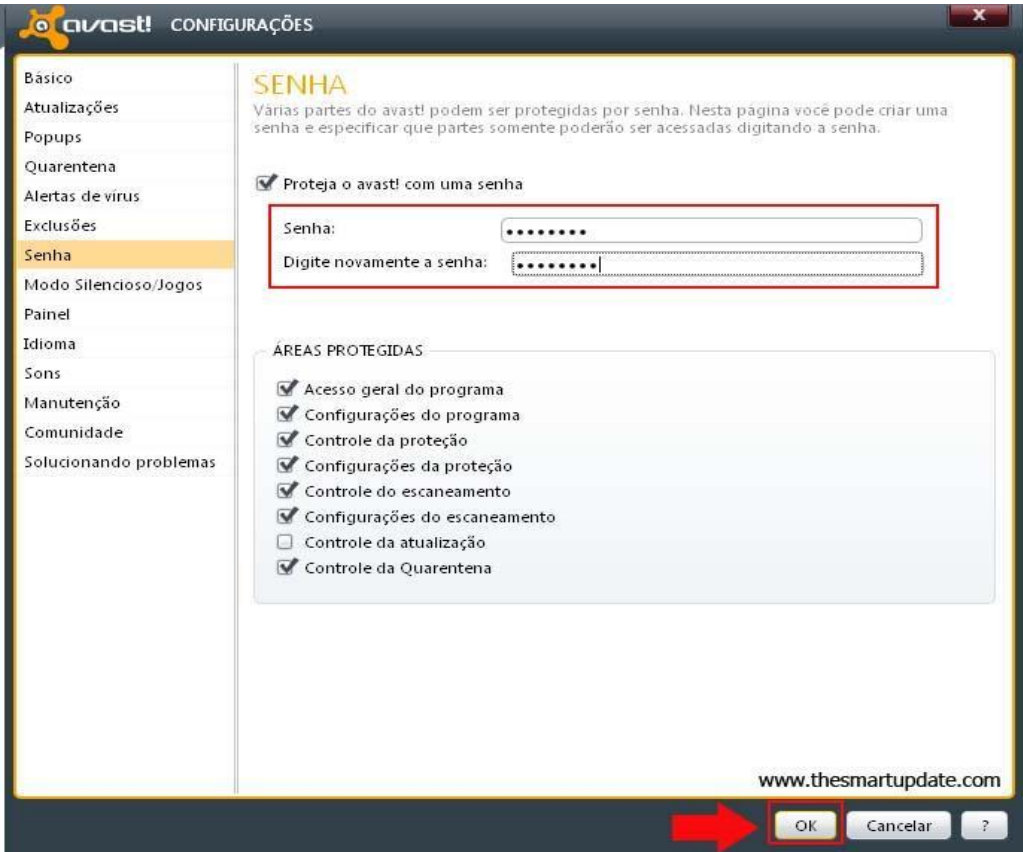 avast! CONFIGURAÇÕES
x
Básico
Atualizações
Popups
Quarentena
Alertas de vírus
Exclusões
Senha
Modo Silencioso/Jogos
Painel
Idioma
Sons
Manutenção
Comunidade
Solucionando problemas
SENHA
Várias partes do avast! podem ser protegidas por senha. Nesta página você pode criar uma
senha e especificar que partes somente poderão ser acessadas digitando a senha.
Proteja o avast! com uma senha
Senha: ••••••••
Digite novamente a senha: ••••••••
ÁREAS PROTEGIDAS
Acesso geral do programa
Configurações do programa
Controle da proteção
Configurações da proteção
Controle do escaneamento
Configurações do escaneamento
Controle da atualização
Controle da Quarentena
www.thesmartupdate.com
OK Cancelar ?